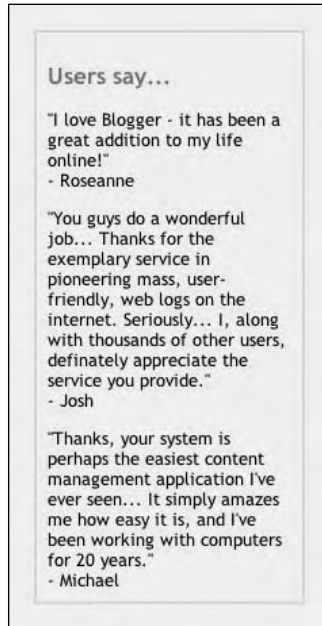 Users say...
"I love Blogger - it has been a
great addition to my life
online!"
- Roseanne
"You guys do a wonderful
job... Thanks for the
exemplary service in
pioneering mass, user-
friendly, web logs on the
internet. Seriously... I, along
with thousands of other users,
definately appreciate the
service you provide."
- Josh
"Thanks, your system is
perhaps the easiest content
management application I've
ever seen... It simply amazes
me how easy it is, and I've
been working with computers
for 20 years."
- Michael